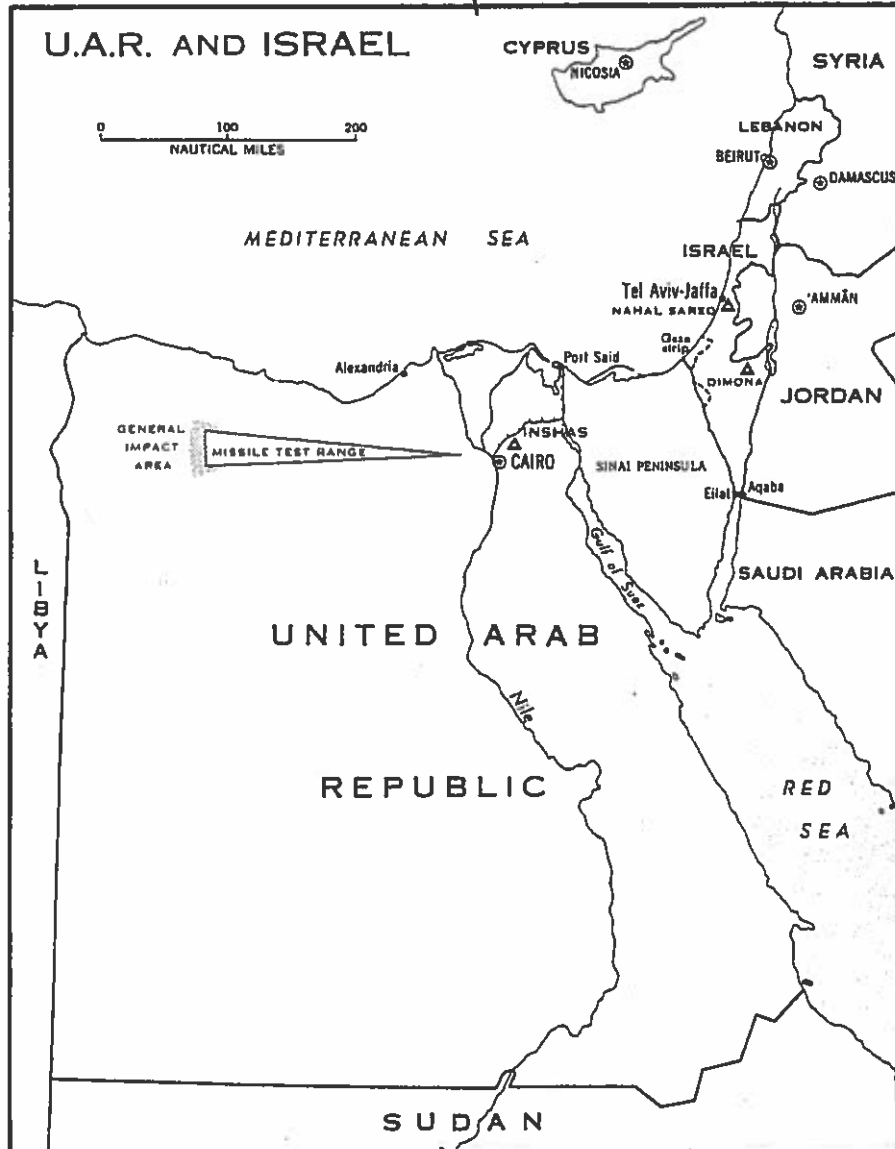 U.A.R. AND ISRAEL
0 100 200
NAUTICAL MILES
CYPRUS
NICOSIA
SYRIA
LEBANON
BEIRUT
DAMASCUS
MEDITERRANEAN SEA
ISRAEL
Tel Aviv-Jaffa
NAHAL SAREQ
'AMMĀN
Gaza
strip
Alexandria
Port Said
DIMONA
JORDAN
GENERAL
IMPACT
AREA
MISSILE TEST RANGE
INSHAS
CAIRO
SINAI PENINSULA
Eilat
Aqaba
Gulf of Suez
SAUDI ARABIA
LIBYA
UNITED ARAB
REPUBLIC
Nile
RED
SEA
SUDAN